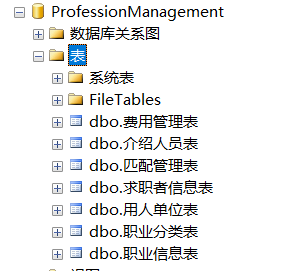 ProfessionManagement
数据库关系图
表
系统表
FileTables
dbo.费用管理表
dbo.介绍人员表
dbo.匹配管理表
dbo.求职者信息表
dbo.用人单位表
dbo.职业分类表
dbo.职业信息表